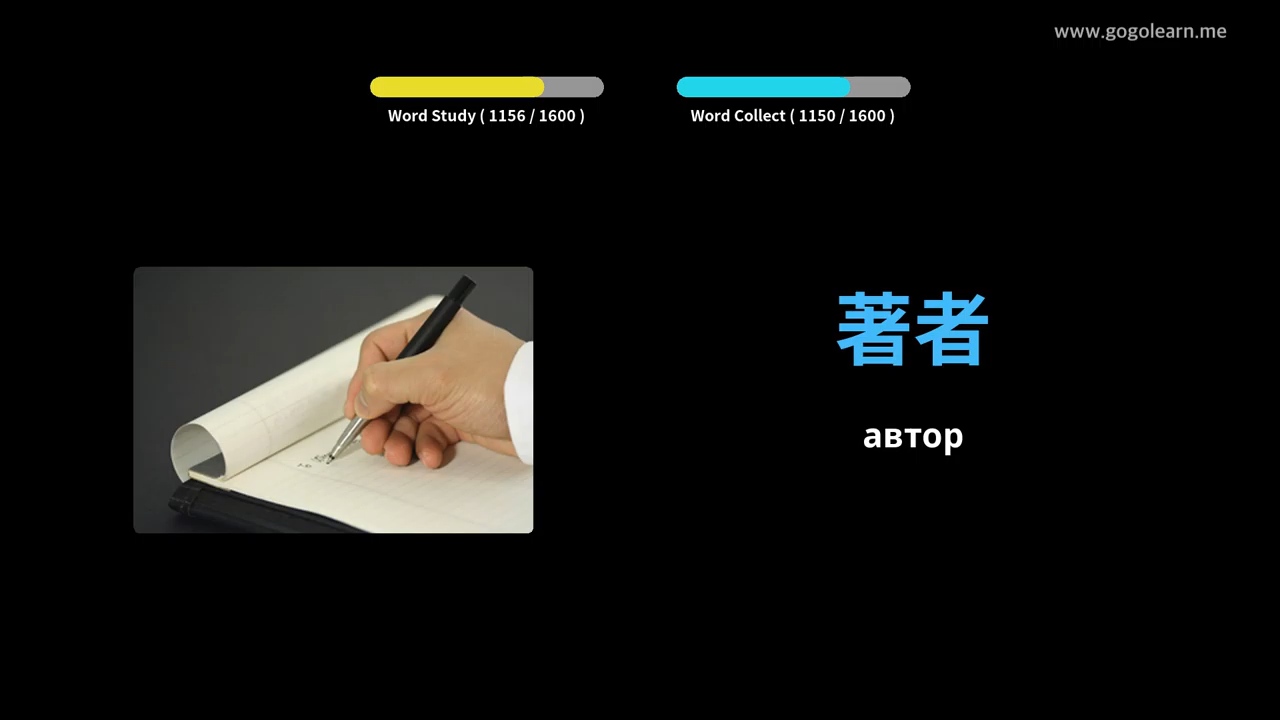 www.gogolearn.me
Word Study ( 1156 / 1600 )
Word Collect ( 1150 / 1600 )
著者
автор